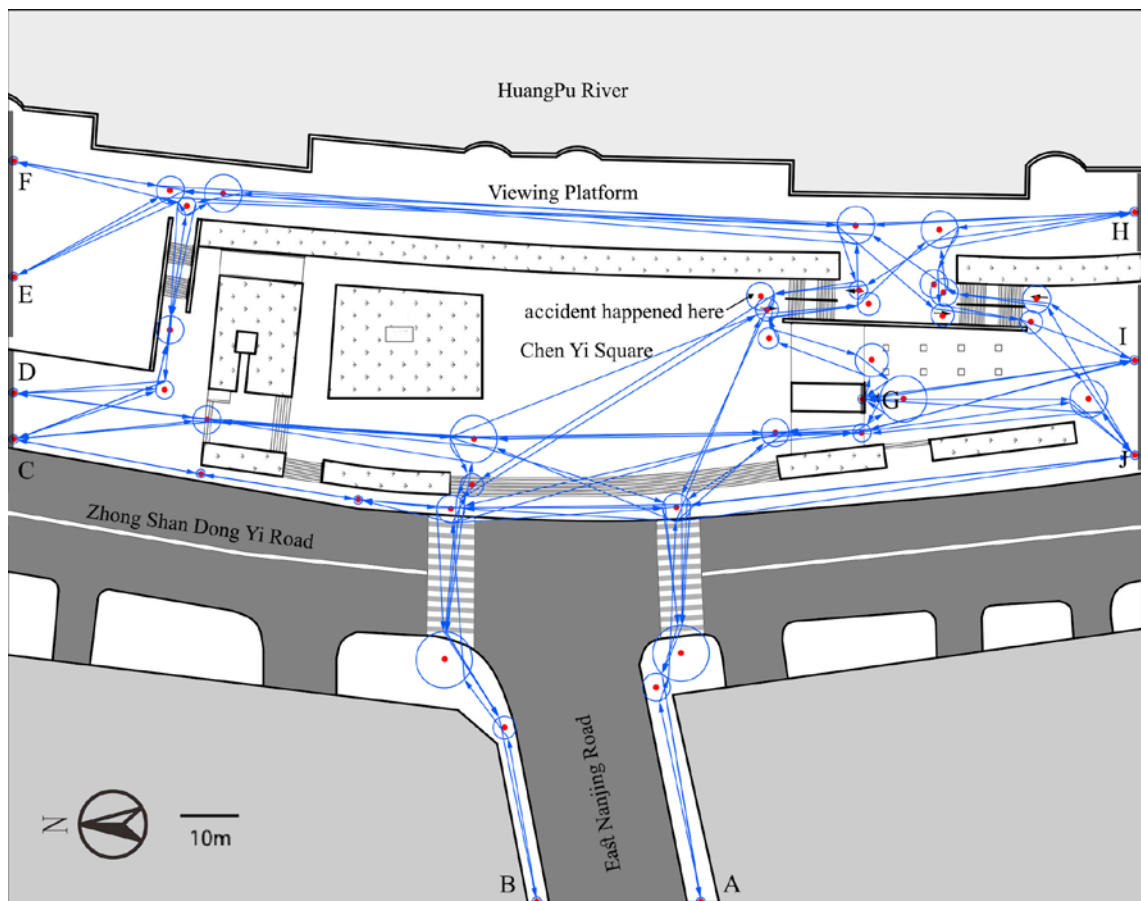 HuangPu River
F
Viewing Platform
H
E
accident happened here
I
Chen Yi Square
D
G
C
J
Zhong Shan Dong Yi Road
East Nanjing Road
N
10m
B
A